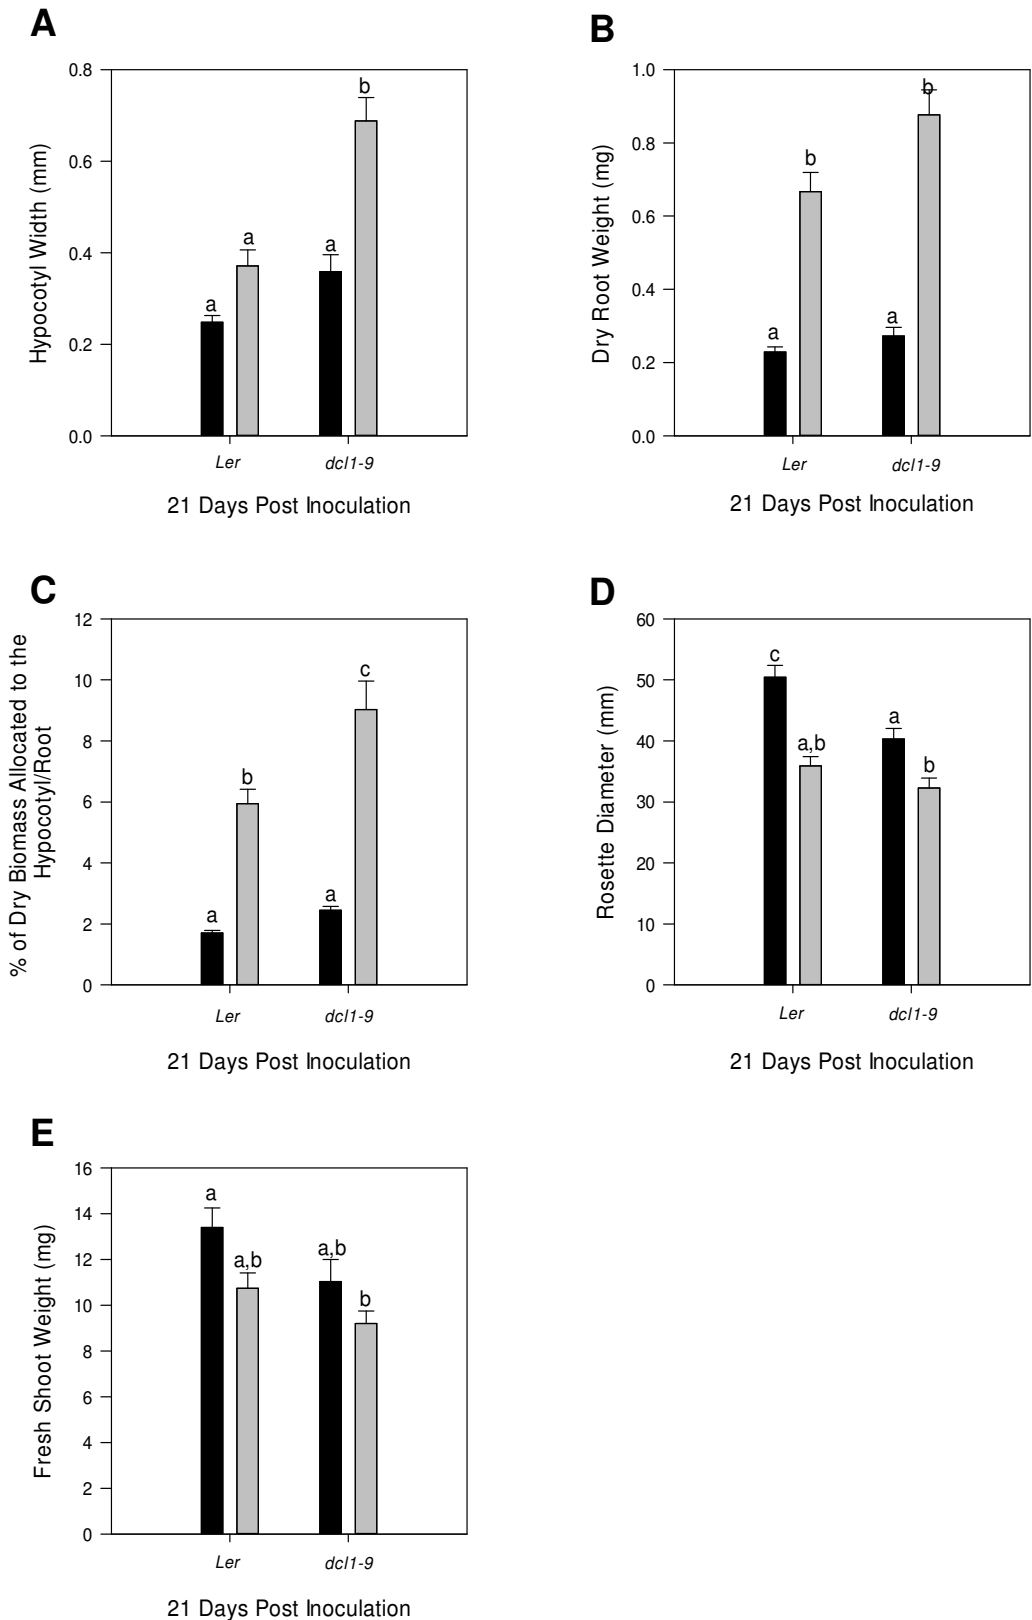 A
Hypocotyl Width (mm)
0.8
0.6
0.4
0.2
0.0
a
a
a
b
Ler
dcl1-9
21 Days Post Inoculation
B
Dry Root Weight (mg)
1.0
0.8
0.6
0.4
0.2
0.0
a
b
a
b
Ler
dcl1-9
21 Days Post Inoculation
C
% of Dry Biomass Allocated to the
Hypocotyl/Root
12
10
8
6
4
2
0
a
b
a
c
Ler
dcl1-9
21 Days Post Inoculation
D
Rosette Diameter (mm)
60
50
40
30
20
10
0
c
a,b
a
b
Ler
dcl1-9
21 Days Post Inoculation
E
Fresh Shoot Weight (mg)
16
14
12
10
8
6
4
2
0
a
a,b
a,b
b
Ler
dcl1-9
21 Days Post Inoculation